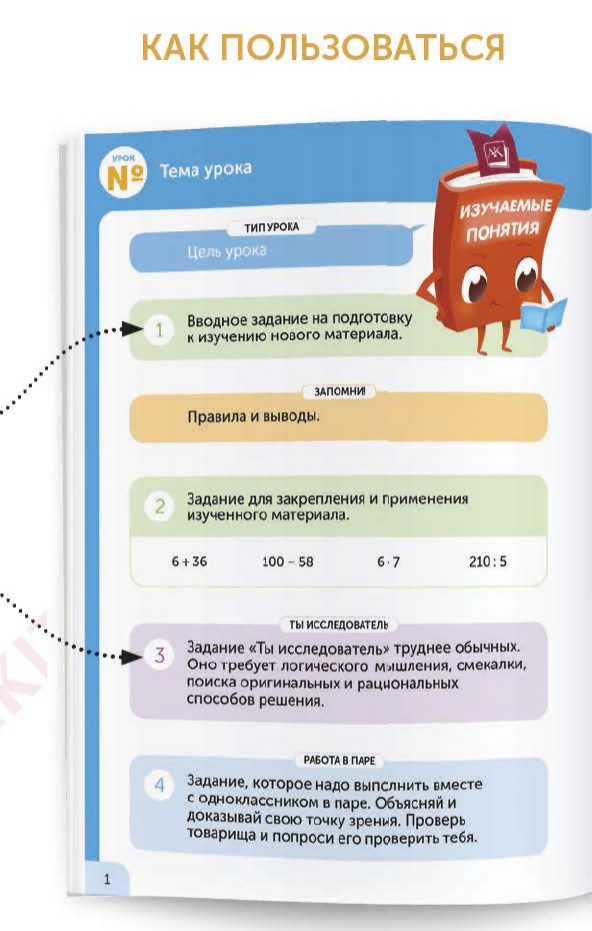 КАК ПОЛЬЗОВАТЬСЯ
УРОК
№
Тема урока
АК
ИЗУЧАЕМЫЕ
ПОНЯТИЯ
ТИП УРОКА
Цель урока
1
Вводное задание на подготовку
к изучению нового материала.
ЗАПОМНИ!
Правила и выводы.
2
Задание для закрепления и применения
изученного материала.
6 + 36 100 – 58 6 · 7 210 : 5
ТЫ ИССЛЕДОВАТЕЛЬ
3
Задание «Ты исследователь» труднее обычных.
Оно требует логического мышления, смекалки,
поиска оригинальных и рациональных
способов решения.
РАБОТА В ПАРЕ
4
Задание, которое надо выполнить вместе
с одноклассником в паре. Объясняй и
доказывай свою точку зрения. Проверь
товарища и попроси его проверить тебя.
1